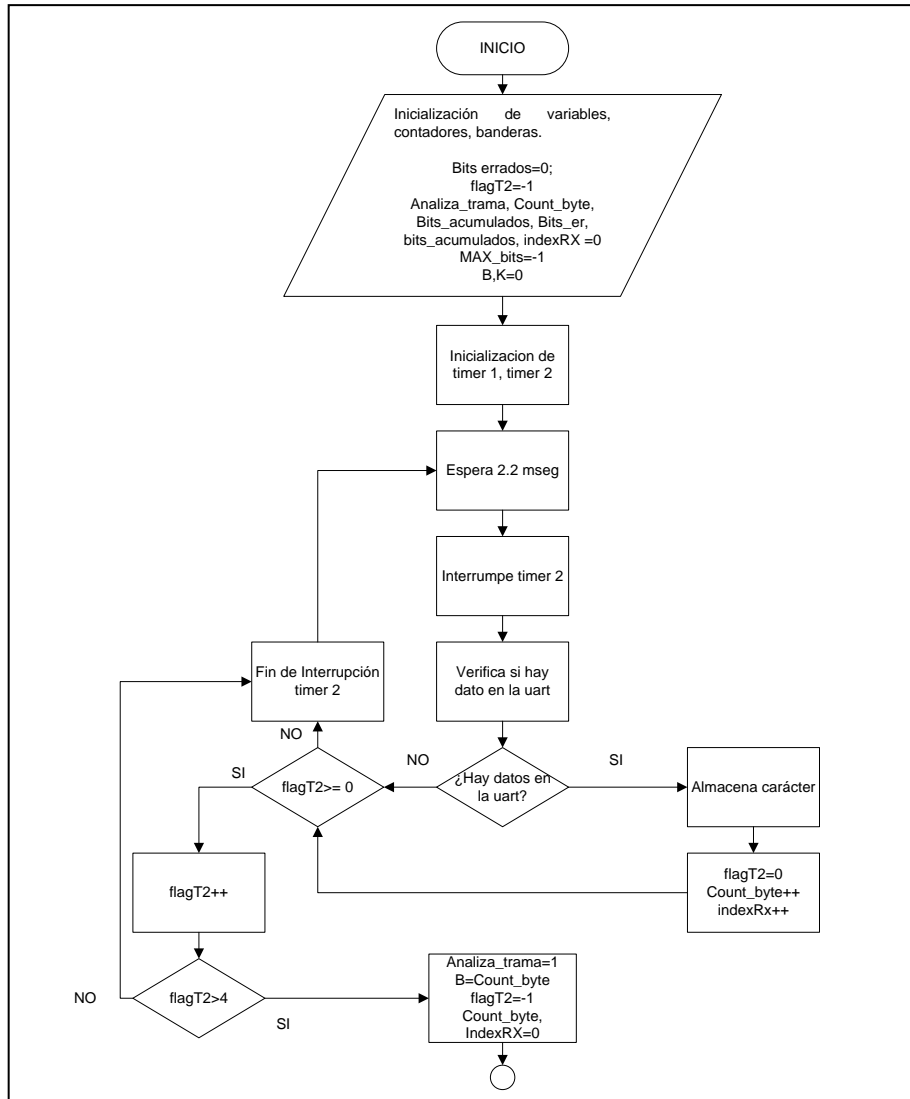 INICIO
Inicialización de variables,
contadores, banderas.
Bits errados=0;
flagT2=-1
Analiza_trama, Count_byte,
Bits_acumulados, Bits_er,
bits_acumulados, indexRX =0
MAX_bits=-1
B,K=0
Inicializacion de
timer 1, timer 2
Espera 2.2 mseg
Interrumpe timer 2
Fin de Interrupción
timer 2
Verifica si hay
dato en la uart
NO
SI
flagT2>= 0
NO
¿Hay datos en
la uart?
SI
Almacena carácter
flagT2++
flagT2=0
Count_byte++
indexRx++
NO
flagT2>4
SI
Analiza_trama=1
B=Count_byte
flagT2=-1
Count_byte,
IndexRX=0